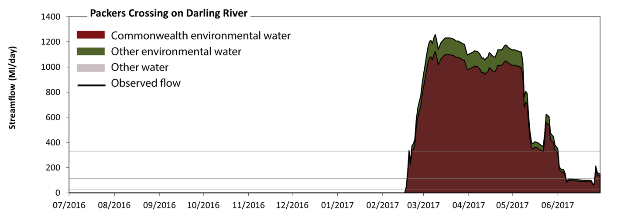 Packers Crossing on Darling River
1400
1200
1000
800
600
400
200
0
Streamflow (Ml/day)
Commonwealth environmental water
Other environmental water
Other water
Observed flow
07/2016 08/2016 09/2016 10/2016 11/2016 12/2016 01/2017 02/2017 03/2017 04/2017 05/2017 06/2017